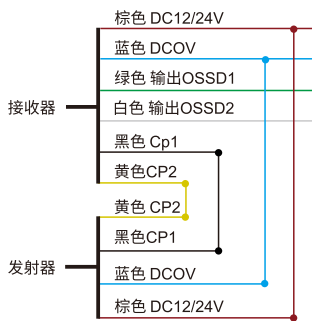 棕色 DC12/24V
蓝色 DCOV
绿色 输出OSSD1
接收器
白色 输出OSSD2
黑色 Cp1
黄色CP2
黄色 CP2
黑色CP1
发射器
蓝色 DCOV
棕色 DC12/24V